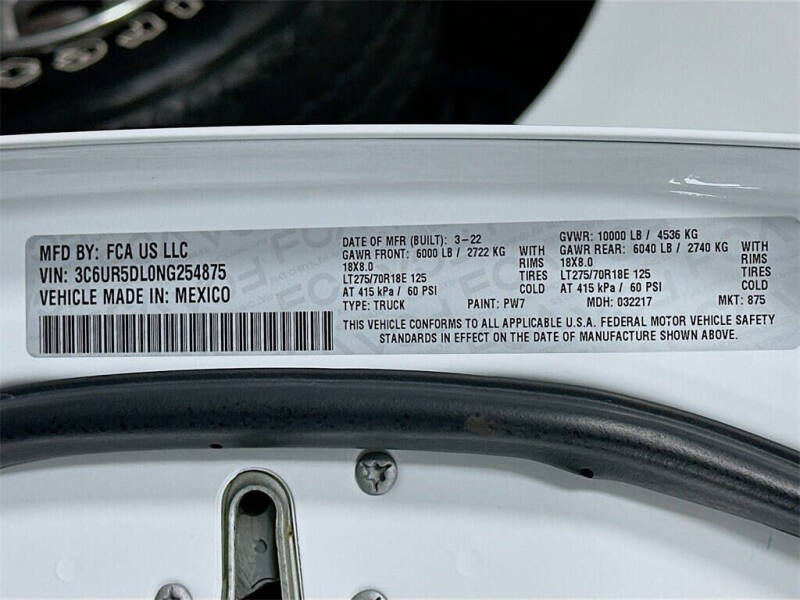 MFD BY: FCA US LLC
VIN: 3C6UR5DL0NG254875
VEHICLE MADE IN: MEXICO
DATE OF MFR (BUILT): 3-22
GAWR FRONT: 6000 LB / 2722 KG WITH
18X8.0 RIMS
LT275/70R18E 125 TIRES
AT 415 kPa / 60 PSI COLD
TYPE: TRUCK PAINT: PW7
GVWR: 10000 LB / 4536 KG
GAWR REAR: 6040 LB / 2740 KG WITH
18X8.0 RIMS
LT275/70R18E 125 TIRES
AT 415 kPa / 60 PSI COLD
MDH: 032217 MKT: 875
THIS VEHICLE CONFORMS TO ALL APPLICABLE U.S.A. FEDERAL MOTOR VEHICLE SAFETY
STANDARDS IN EFFECT ON THE DATE OF MANUFACTURE SHOWN ABOVE.